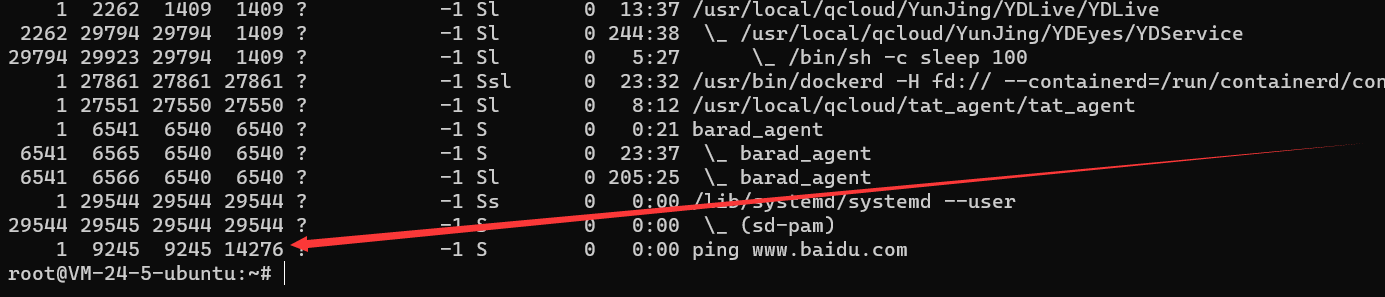 1 2262 1409 1409 ? -1 Sl 0 13:37 /usr/local/qcloud/YunJing/YDLive/YDLive
2262 29794 29794 1409 ? -1 Sl 0 244:38 \_ /usr/local/qcloud/YunJing/YDEyes/YDService
29794 29923 29794 1409 ? -1 Sl 0 5:27 \_ /bin/sh -c sleep 100
1 27861 27861 27861 ? -1 Ssl 0 23:32 /usr/bin/dockerd -H fd:// --containerd=/run/containerd/con
1 27551 27550 27550 ? -1 Sl 0 8:12 /usr/local/qcloud/tat_agent/tat_agent
1 6541 6540 6540 ? -1 S 0 0:21 barad_agent
6541 6565 6540 6540 ? -1 S 0 23:37 \_ barad_agent
6541 6566 6540 6540 ? -1 Sl 0 205:25 \_ barad_agent
1 29544 29544 29544 ? -1 Ss 0 0:00 /lib/systemd/systemd --user
29544 29545 29544 29544 ? -1 S 0 0:00 \_ (sd-pam)
1 9245 9245 14276 ? -1 S 0 0:00 ping www.baidu.com
root@VM-24-5-ubuntu:~#